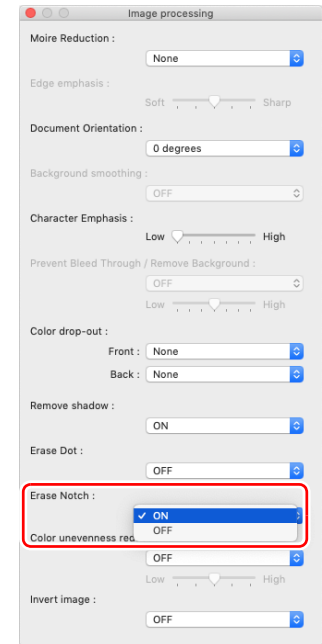 Image processing
Moire Reduction :
None
Edge emphasis :
Soft Sharp
Document Orientation :
0 degrees
Background smoothing :
OFF
Character Emphasis :
Low High
Prevent Bleed Through / Remove Background :
OFF
Low High
Color drop-out :
Front : None
Back : None
Remove shadow :
ON
Erase Dot :
OFF
Erase Notch :
✓ ON
OFF
Color unevenness
OFF
Low High
Invert image :
OFF